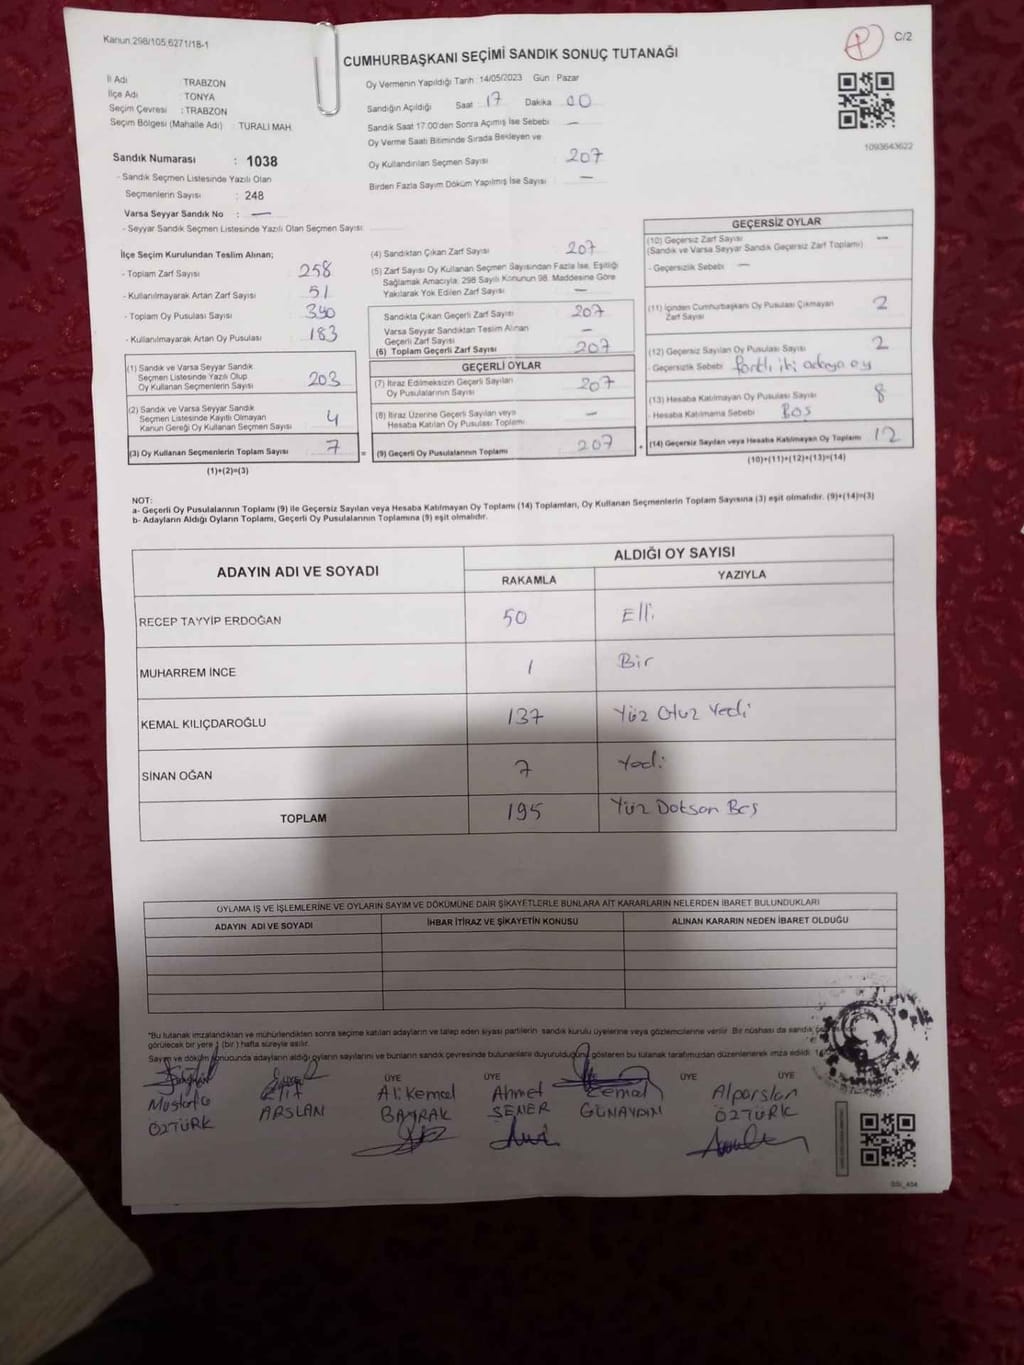 Kanun.298/105.6271/18-1
C/2
CUMHURBAŞKANI SEÇİMİ SANDIK SONUÇ TUTANAĞI
İl Adı TRABZON
İlçe Adı TONYA
Seçim Çevresi : TRABZON
Seçim Bölgesi (Mahalle Adı) : TURALI MAH.
Sandık Numarası : 1038
- Sandık Seçmen Listesinde Yazılı Olan
Seçmenlerin Sayısı : 248
Varsa Seyyar Sandık No : —
- Seyyar Sandık Seçmen Listesinde Yazılı Olan Seçmen Sayısı
Oy Vermenin Yapıldığı Tarih : 14/05/2023 Gün : Pazar
Sandığın Açıldığı Saat : 17 Dakika 00
Sandık Saat 17:00'den Sonra Açımış İse Sebebi —
Oy Verme Saati Bitiminde Sırada Bekleyen ve
Oy Kullandırılan Seçmen Sayısı 207
Birden Fazla Sayım Döküm Yapılmış İse Sayısı —
1093643622
İlçe Seçim Kurulundan Teslim Alınan;
- Toplam Zarf Sayısı 258
- Kullanılmayarak Artan Zarf Sayısı 51
- Toplam Oy Pusulası Sayısı 390
- Kullanılmayarak Artan Oy Pusulası 183
(1) Sandık ve Varsa Seyyar Sandık
Seçmen Listesinde Yazılı Olup
Oy Kullanan Seçmenlerin Sayısı 203
(2) Sandık ve Varsa Seyyar Sandık
Seçmen Listesinde Kayıtlı Olmayan
Kanun Gereği Oy Kullanan Seçmen Sayısı 4
(3) Oy Kullanan Seçmenlerin Toplam Sayısı 7
(1)+(2)=(3)
(4) Sandıktan Çıkan Zarf Sayısı 207
(5) Zarf Sayısı Oy Kullanan Seçmen Sayısından Fazla İse, Eşitliği
Sağlamak Amacıyla; 298 Sayılı Konunun 98. Maddesine Göre
Yakılarak Yok Edilen Zarf Sayısı —
Sandıkta Çıkan Geçerli Zarf Sayısı 207
Varsa Seyyar Sandıktan Teslim Alınan
Geçerli Zarf Sayısı —
(6) Toplam Geçerli Zarf Sayısı 207
GEÇERLİ OYLAR
(7) İtiraz Edilmeksizin Geçerli Sayılan
Oy Pusulalarının Sayısı 207
(8) İtiraz Üzerine Geçerli Sayılan veya
Hesaba Katılan Oy Pusulası Toplamı —
= (9) Geçerli Oy Pusulalarının Toplamı 207
GEÇERSİZ OYLAR
(10) Geçersiz Zarf Sayısı —
(Sandık ve Varsa Seyyar Sandık Geçersiz Zarf Toplamı)
- Geçersizlik Sebebi —
(11) İçinden Cumhurbaşkanı Oy Pusulası Çıkmayan
Zarf Sayısı 2
(12) Geçersiz Sayılan Oy Pusulası Sayısı 2
- Geçersizlik Sebebi farklı iki adaya oy
(13) Hesaba Katılmayan Oy Pusulası Sayısı 8
- Hesaba Katılmama Sebebi Boş
+ (14) Geçersiz Sayılan veya Hesaba Katılmayan Oy Toplamı 12
(10)+(11)+(12)+(13)=(14)
NOT:
a- Geçerli Oy Pusulalarının Toplamı (9) ile Geçersiz Sayılan veya Hesaba Katılmayan Oy Toplamı (14) Toplamları, Oy Kullanan Seçmenlerin Toplam Sayısına (3) eşit olmalıdır. (9)+(14)=(3)
b- Adayların Aldığı Oyların Toplamı, Geçerli Oy Pusulalarının Toplamına (9) eşit olmalıdır.
ADAYIN ADI VE SOYADI
ALDIĞI OY SAYISI
RAKAMLA YAZIYLA
RECEP TAYYİP ERDOĞAN 50 Elli
MUHARREM İNCE 1 Bir
KEMAL KILIÇDAROĞLU 137 Yüz Otuz Yedi
SİNAN OĞAN 7 Yedi
TOPLAM 195 Yüz Doksan Beş
OYLAMA İŞ VE İŞLEMLERİNE VE OYLARIN SAYIM VE DÖKÜMÜNE DAİR ŞİKAYETLERLE BUNLARA AİT KARARLARIN NELERDEN İBARET BULUNDUKLARI
ADAYIN ADI VE SOYADI İHBAR İTİRAZ VE ŞİKAYETİN KONUSU ALINAN KARARIN NEDEN İBARET OLDUĞU
"Bu tutanak imzalandıktan ve mühürlendikten sonra seçime katılan adayların ve talep eden siyasi partilerin sandık kurulu üyelerine veya gözlemcilerine verilir. Bir nüshası da sandık
görülecek bir yere 1 (bir) hafta süreyle asılır.
Sayım ve döküm sonucunda adayların aldığı oyların sayılarını ve bunların sandık çevresinde bulunanlara duyurulduğunu gösteren bu tutanak tarafımızdan düzenlenerek imza edildi.
ÜYE ÜYE ÜYE ÜYE
Mustafa Elif Ali Kemal Ahmet Cemal Alparslan
ÖZTÜRK ARSLAN BAYRAK ŞENER GÜNAYDIN ÖZTÜRK